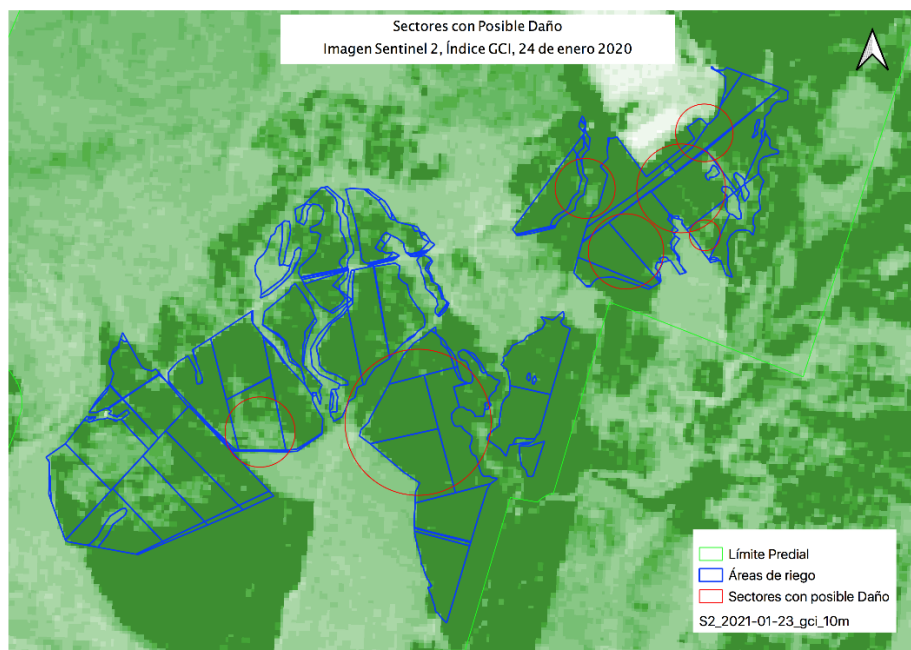 Sectores con Posible Daño
Imagen Sentinel 2, Índice GCI, 24 de enero 2020
Límite Predial
Áreas de riego
Sectores con posible Daño
S2_2021-01-23_gci_10m